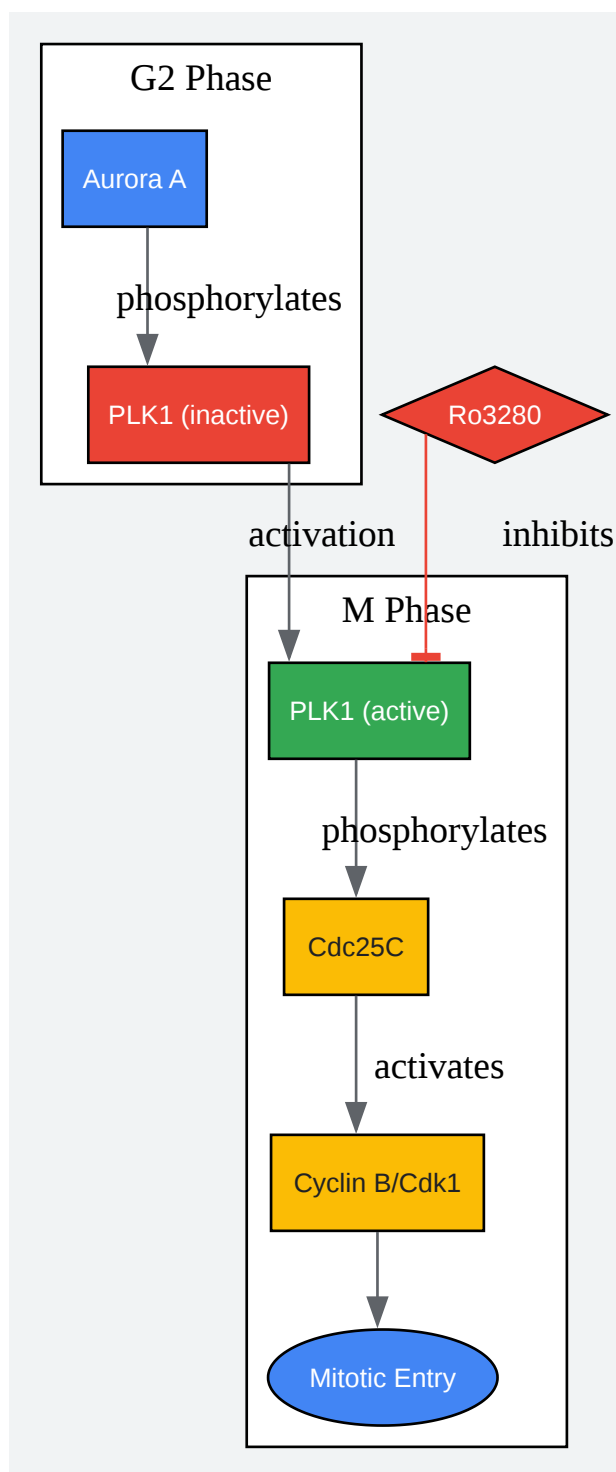 G2 Phase
Aurora A
phosphorylates
PLK1 (inactive)
Ro3280
activation
inhibits
M Phase
PLK1 (active)
phosphorylates
Cdc25C
activates
Cyclin B/Cdk1
Mitotic Entry